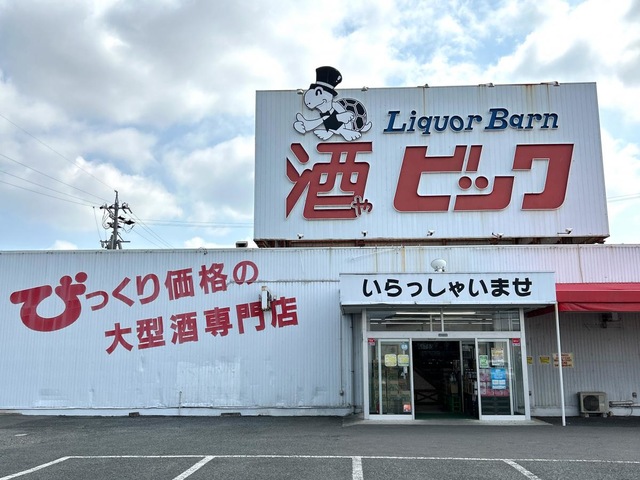 Liquor Barn
酒や ビック
びっくり価格の
大型酒専門店
いらっしゃいませ